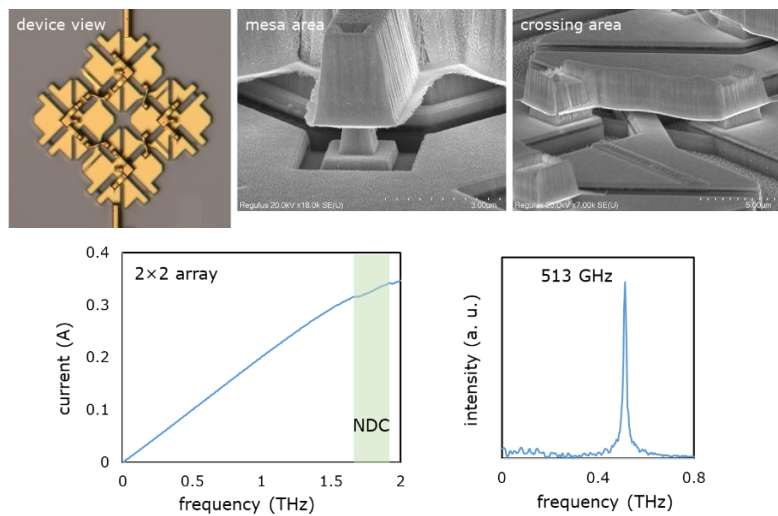 device view
mesa area
crossing area
Regulus 20.0kV x18.0k SE(U)
3.00µm
Regulus 20.0kV x7.00k SE(U)
5.00µm
0.4
0.3
0.2
0.1
0
current (A)
2×2 array
NDC
0
0.5
1
1.5
2
frequency (THz)
intensity (a. u.)
513 GHz
0
0.4
0.8
frequency (THz)